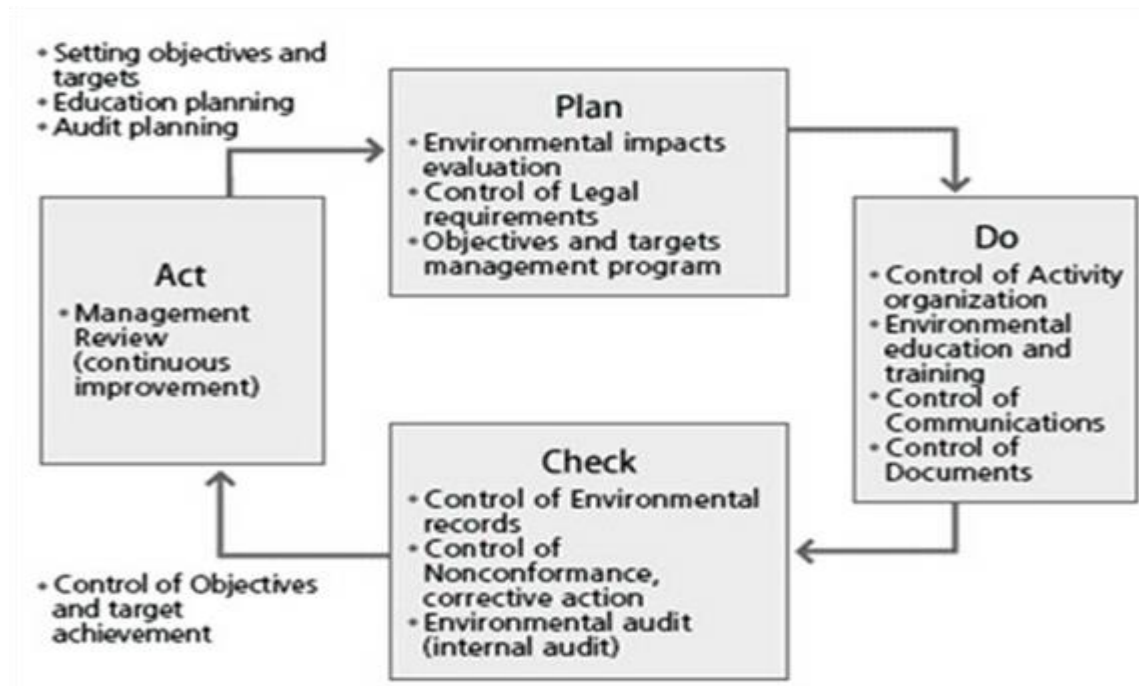 • Setting objectives and
targets
• Education planning
• Audit planning
Plan
• Environmental impacts
evaluation
• Control of Legal
requirements
• Objectives and targets
management program
Do
• Control of Activity
organization
• Environmental
education and
training
• Control of
Communications
• Control of
Documents
Act
• Management
Review
(continuous
improvement)
Check
• Control of Environmental
records
• Control of
Nonconformance,
corrective action
• Environmental audit
(internal audit)
• Control of Objectives
and target
achievement